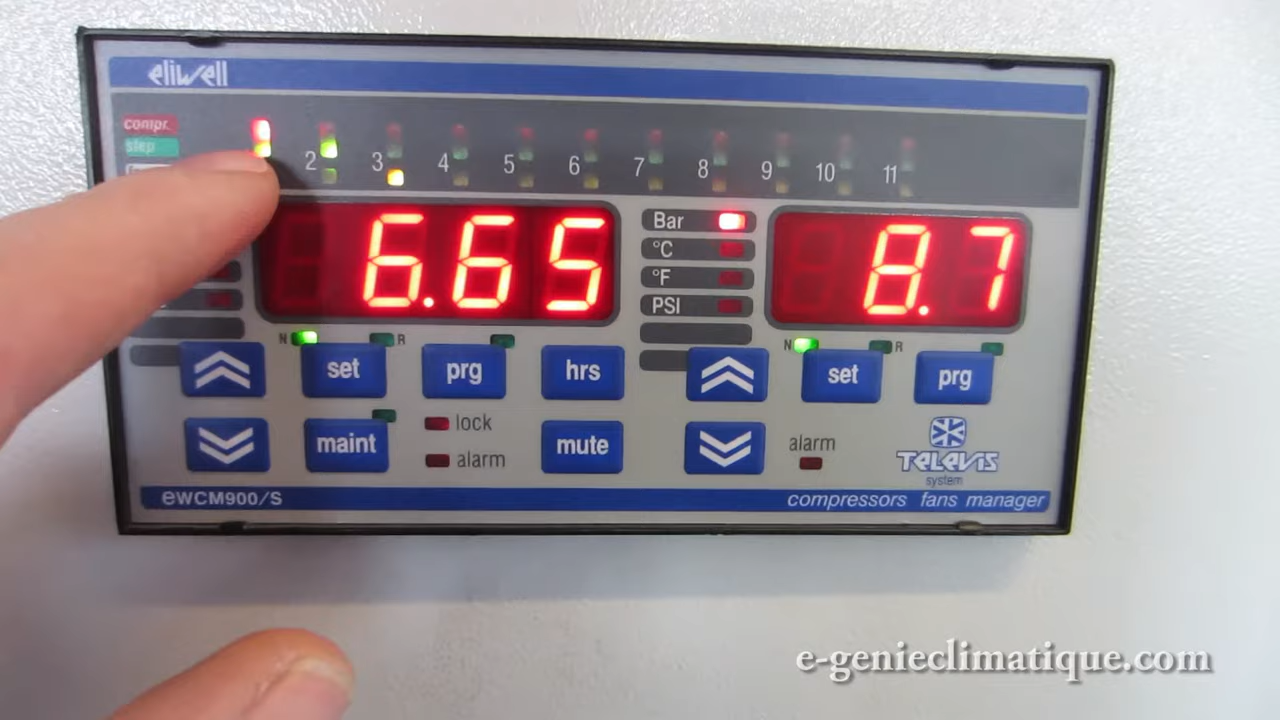 eliwell
compr.
step
2 3 4 5 6 7 8 9 10 11
6.65
Bar
°C
°F
PSI
8.7
N R
N R
set prg hrs
set prg
maint
lock
alarm
mute
alarm
TELEVIS
system
eWCM900/S
compressors fans manager
e-genieclimatique.com